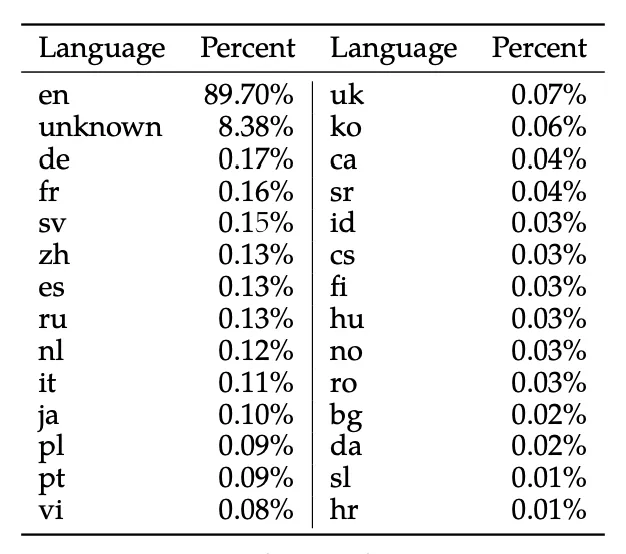 Language Percent Language Percent
en 89.70% uk 0.07%
unknown 8.38% ko 0.06%
de 0.17% ca 0.04%
fr 0.16% sr 0.04%
sv 0.15% id 0.03%
zh 0.13% cs 0.03%
es 0.13% fi 0.03%
ru 0.13% hu 0.03%
nl 0.12% no 0.03%
it 0.11% ro 0.03%
ja 0.10% bg 0.02%
pl 0.09% da 0.02%
pt 0.09% sl 0.01%
vi 0.08% hr 0.01%